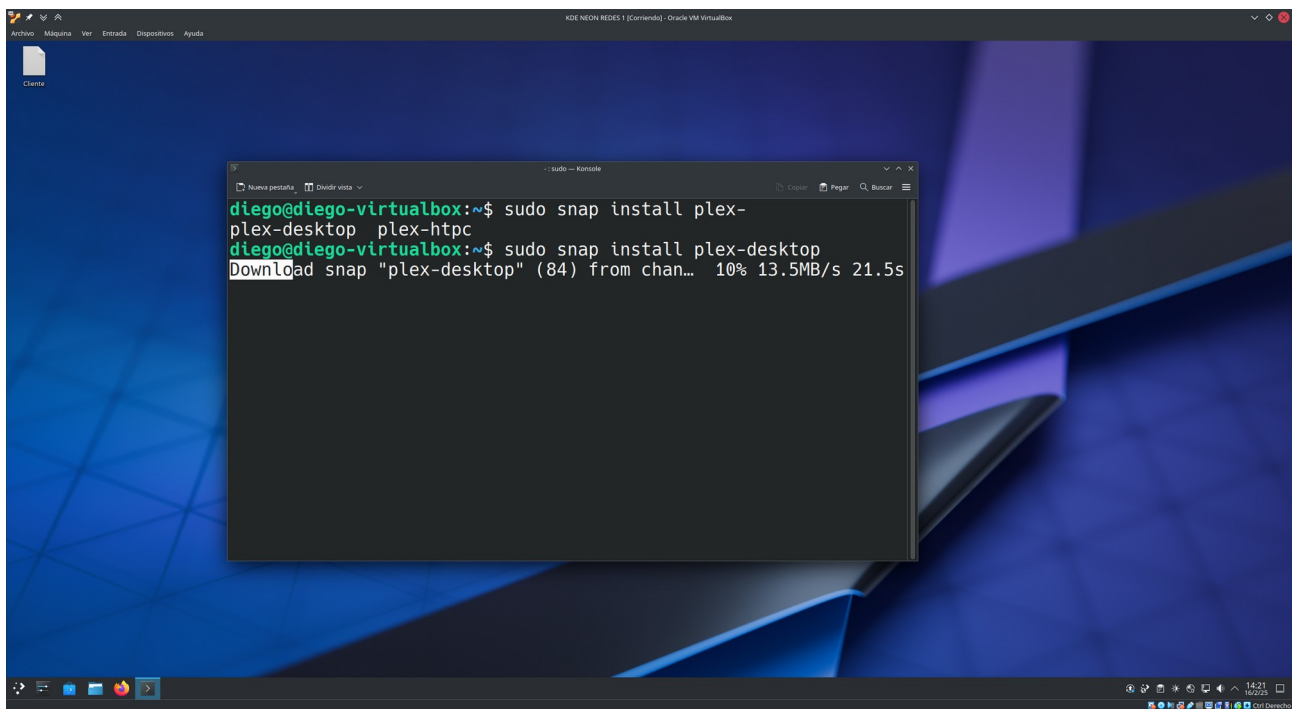 KDE NEON REDES 1 [Corriendo] - Oracle VM VirtualBox
Archivo Máquina Ver Entrada Dispositivos Ayuda
Cliente
- : sudo — Konsole
Nueva pestaña Dividir vista Copiar Pegar Buscar
diego@diego-virtualbox:~$ sudo snap install plex-
plex-desktop plex-htpc
diego@diego-virtualbox:~$ sudo snap install plex-desktop
Download snap "plex-desktop" (84) from chan… 10% 13.5MB/s 21.5s
14:21
16/2/25
Ctrl Derecho